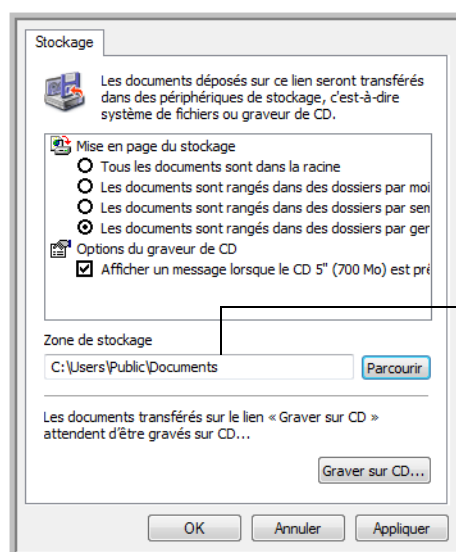 Stockage
Les documents déposés sur ce lien seront transférés
dans des périphériques de stockage, c'est-à-dire
système de fichiers ou graveur de CD.
Mise en page du stockage
Tous les documents sont dans la racine
Les documents sont rangés dans des dossiers par moi
Les documents sont rangés dans des dossiers par sem
Les documents sont rangés dans des dossiers par ger
Options du graveur de CD
Afficher un message lorsque le CD 5" (700 Mo) est prê
Zone de stockage
C:\Users\Public\Documents
Parcourir
Les documents transférés sur le lien « Graver sur CD »
attendent d'être gravés sur CD...
Graver sur CD...
OK
Annuler
Appliquer